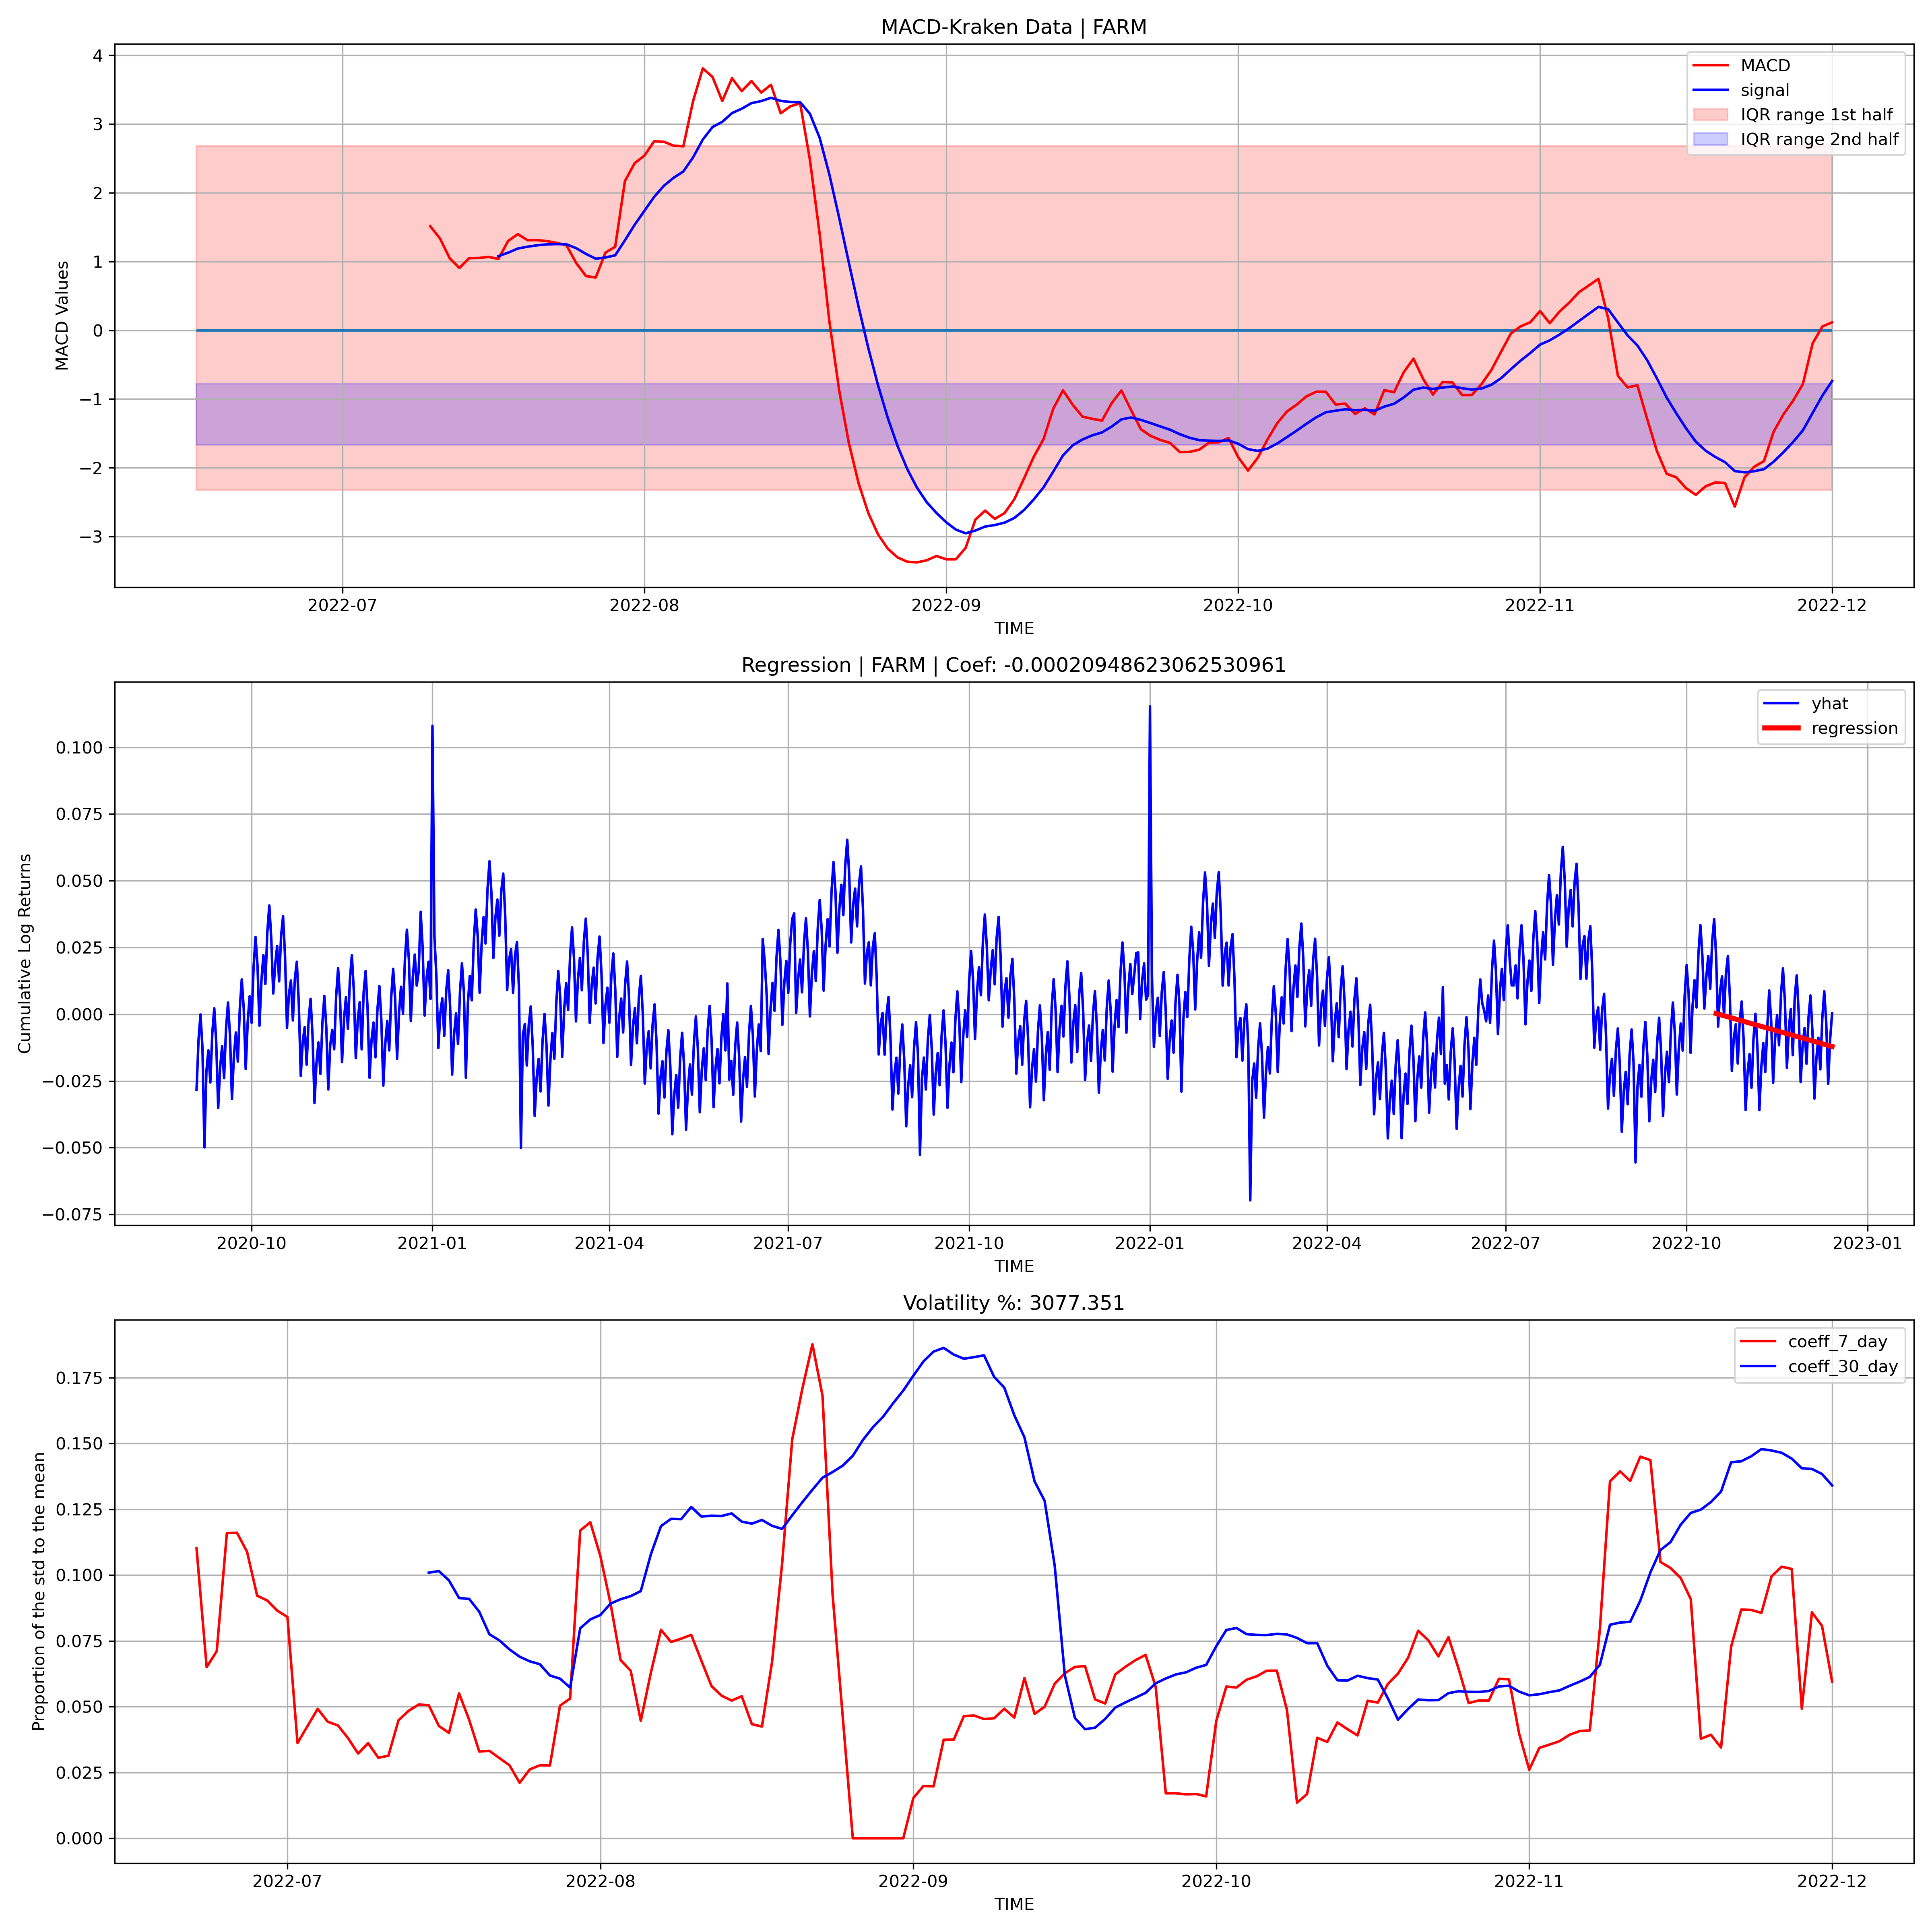 MACD-Kraken Data | FARM
MACD Values
4
3
2
1
0
−1
−2
−3
MACD
signal
IQR range 1st half
IQR range 2nd half
2022-07 2022-08 2022-09 2022-10 2022-11 2022-12
TIME
Regression | FARM | Coef: -0.00020948623062530961
Cumulative Log Returns
0.100
0.075
0.050
0.025
0.000
−0.025
−0.050
−0.075
yhat
regression
2020-10 2021-01 2021-04 2021-07 2021-10 2022-01 2022-04 2022-07 2022-10 2023-01
TIME
Volatility %: 3077.351
Proportion of the std to the mean
0.175
0.150
0.125
0.100
0.075
0.050
0.025
0.000
coeff_7_day
coeff_30_day
2022-07 2022-08 2022-09 2022-10 2022-11 2022-12
TIME